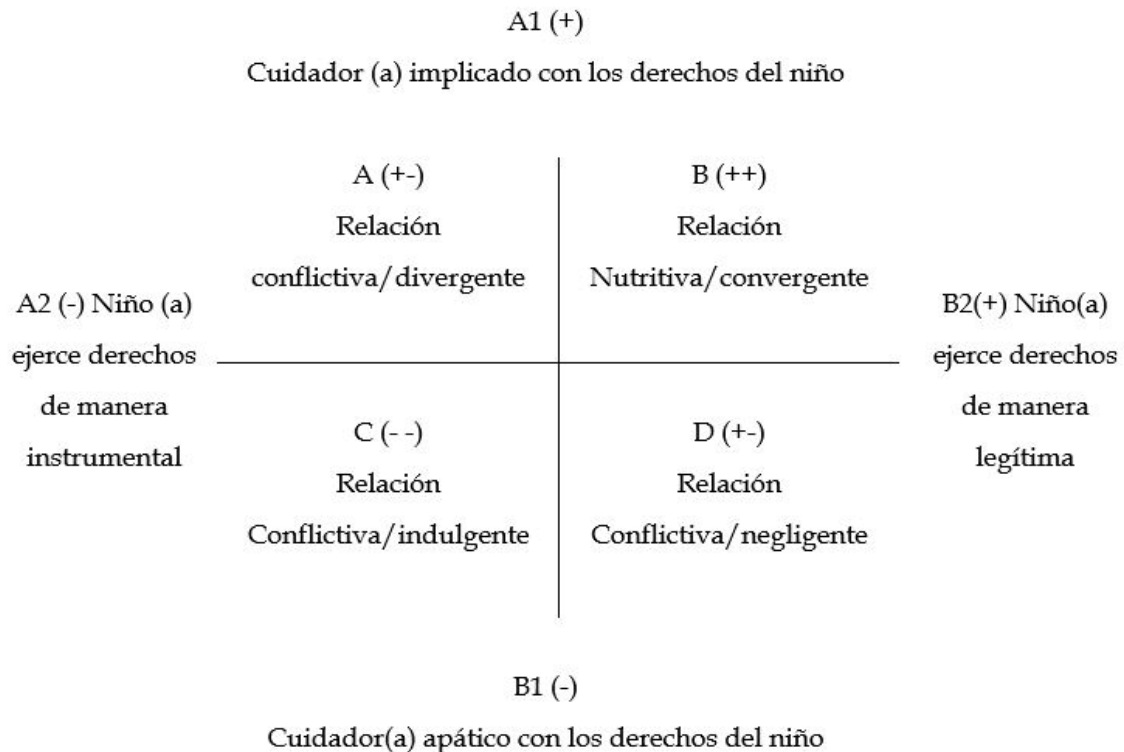 A1 (+)
Cuidador (a) implicado con los derechos del niño
A (+-)
Relación
conflictiva/divergente
B (++)
Relación
Nutritiva/convergente
A2 (-) Niño (a)
ejerce derechos
de manera
instrumental
B2(+) Niño(a)
ejerce derechos
de manera
legítima
C (- -)
Relación
Conflictiva/indulgente
D (+-)
Relación
Conflictiva/negligente
B1 (-)
Cuidador(a) apático con los derechos del niño